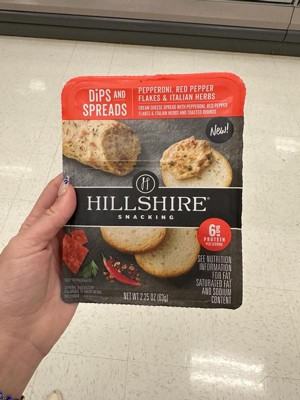 DIPS AND
SPREADS
PEPPERONI, RED PEPPER
FLAKES & ITALIAN HERBS
CREAM CHEESE SPREAD WITH PEPPERONI, RED PEPPER
FLAKES & ITALIAN HERBS AND TOASTED ROUNDS
New!
H
HILLSHIRE®
SNACKING
6g
PROTEIN
PER SERVING
SEE NUTRITION
INFORMATION
FOR FAT,
SATURATED FAT
AND SODIUM
CONTENT
NET WT 2.25 OZ (63g)